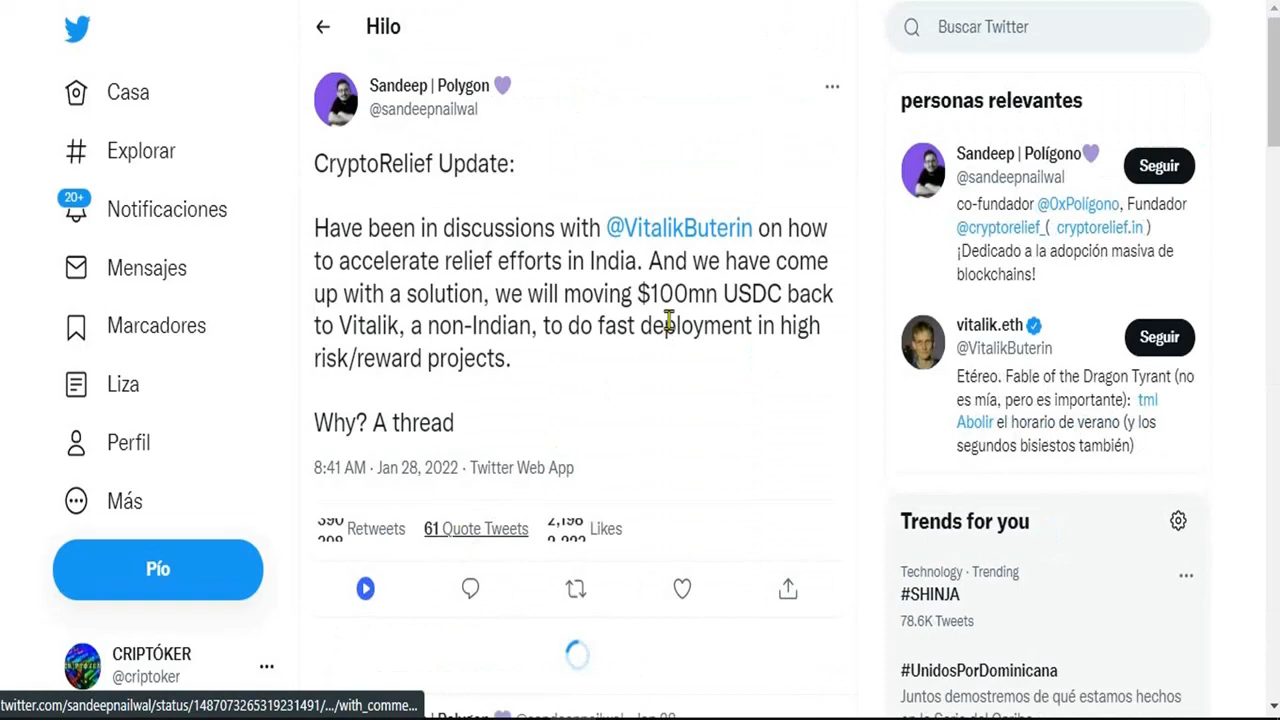 Casa
Explorar
20+
Notificaciones
Mensajes
Marcadores
Liza
Perfil
Más
Pío
CRIPTÓKER
@criptoker
twitter.com/sandeepnailwal/status/1487073265319231491/.../with_comme...
Hilo
Sandeep | Polygon
@sandeepnailwal
CryptoRelief Update:
Have been in discussions with @VitalikButerin on how
to accelerate relief efforts in India. And we have come
up with a solution, we will moving $100mn USDC back
to Vitalik, a non-Indian, to do fast deployment in high
risk/reward projects.
Why? A thread
8:41 AM · Jan 28, 2022 · Twitter Web App
Retweets 61 Quote Tweets Likes
Buscar Twitter
personas relevantes
Sandeep | Polígono
@sandeepnailwal
Seguir
co-fundador @0xPolígono, Fundador
@cryptorelief_( cryptorelief.in )
¡Dedicado a la adopción masiva de
blockchains!
vitalik.eth
@VitalikButerin
Seguir
Etéreo. Fable of the Dragon Tyrant (no
es mía, pero es importante): tml
Abolir el horario de verano (y los
segundos bisiestos también)
Trends for you
Technology · Trending
#SHINJA
78.6K Tweets
#UnidosPorDominicana
Juntos demostremos de qué estamos hechos